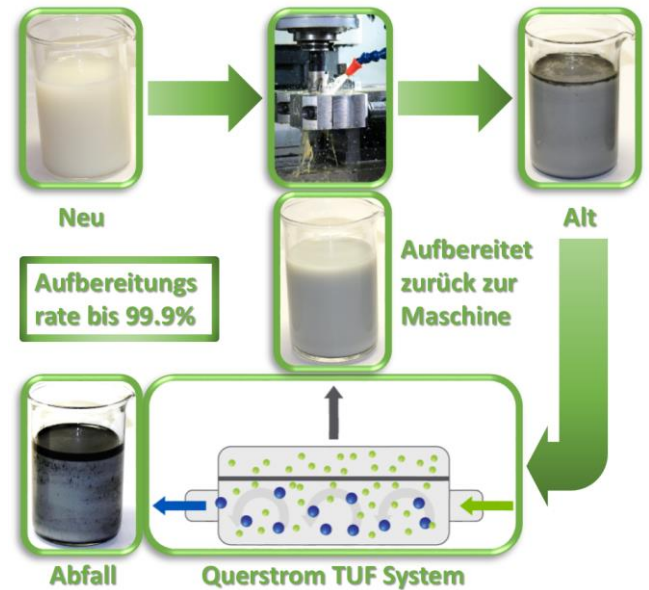 Neu
Alt
Aufbereitet
zurück zur
Maschine
Aufbereitungs
rate bis 99.9%
Abfall
Querstrom TUF System